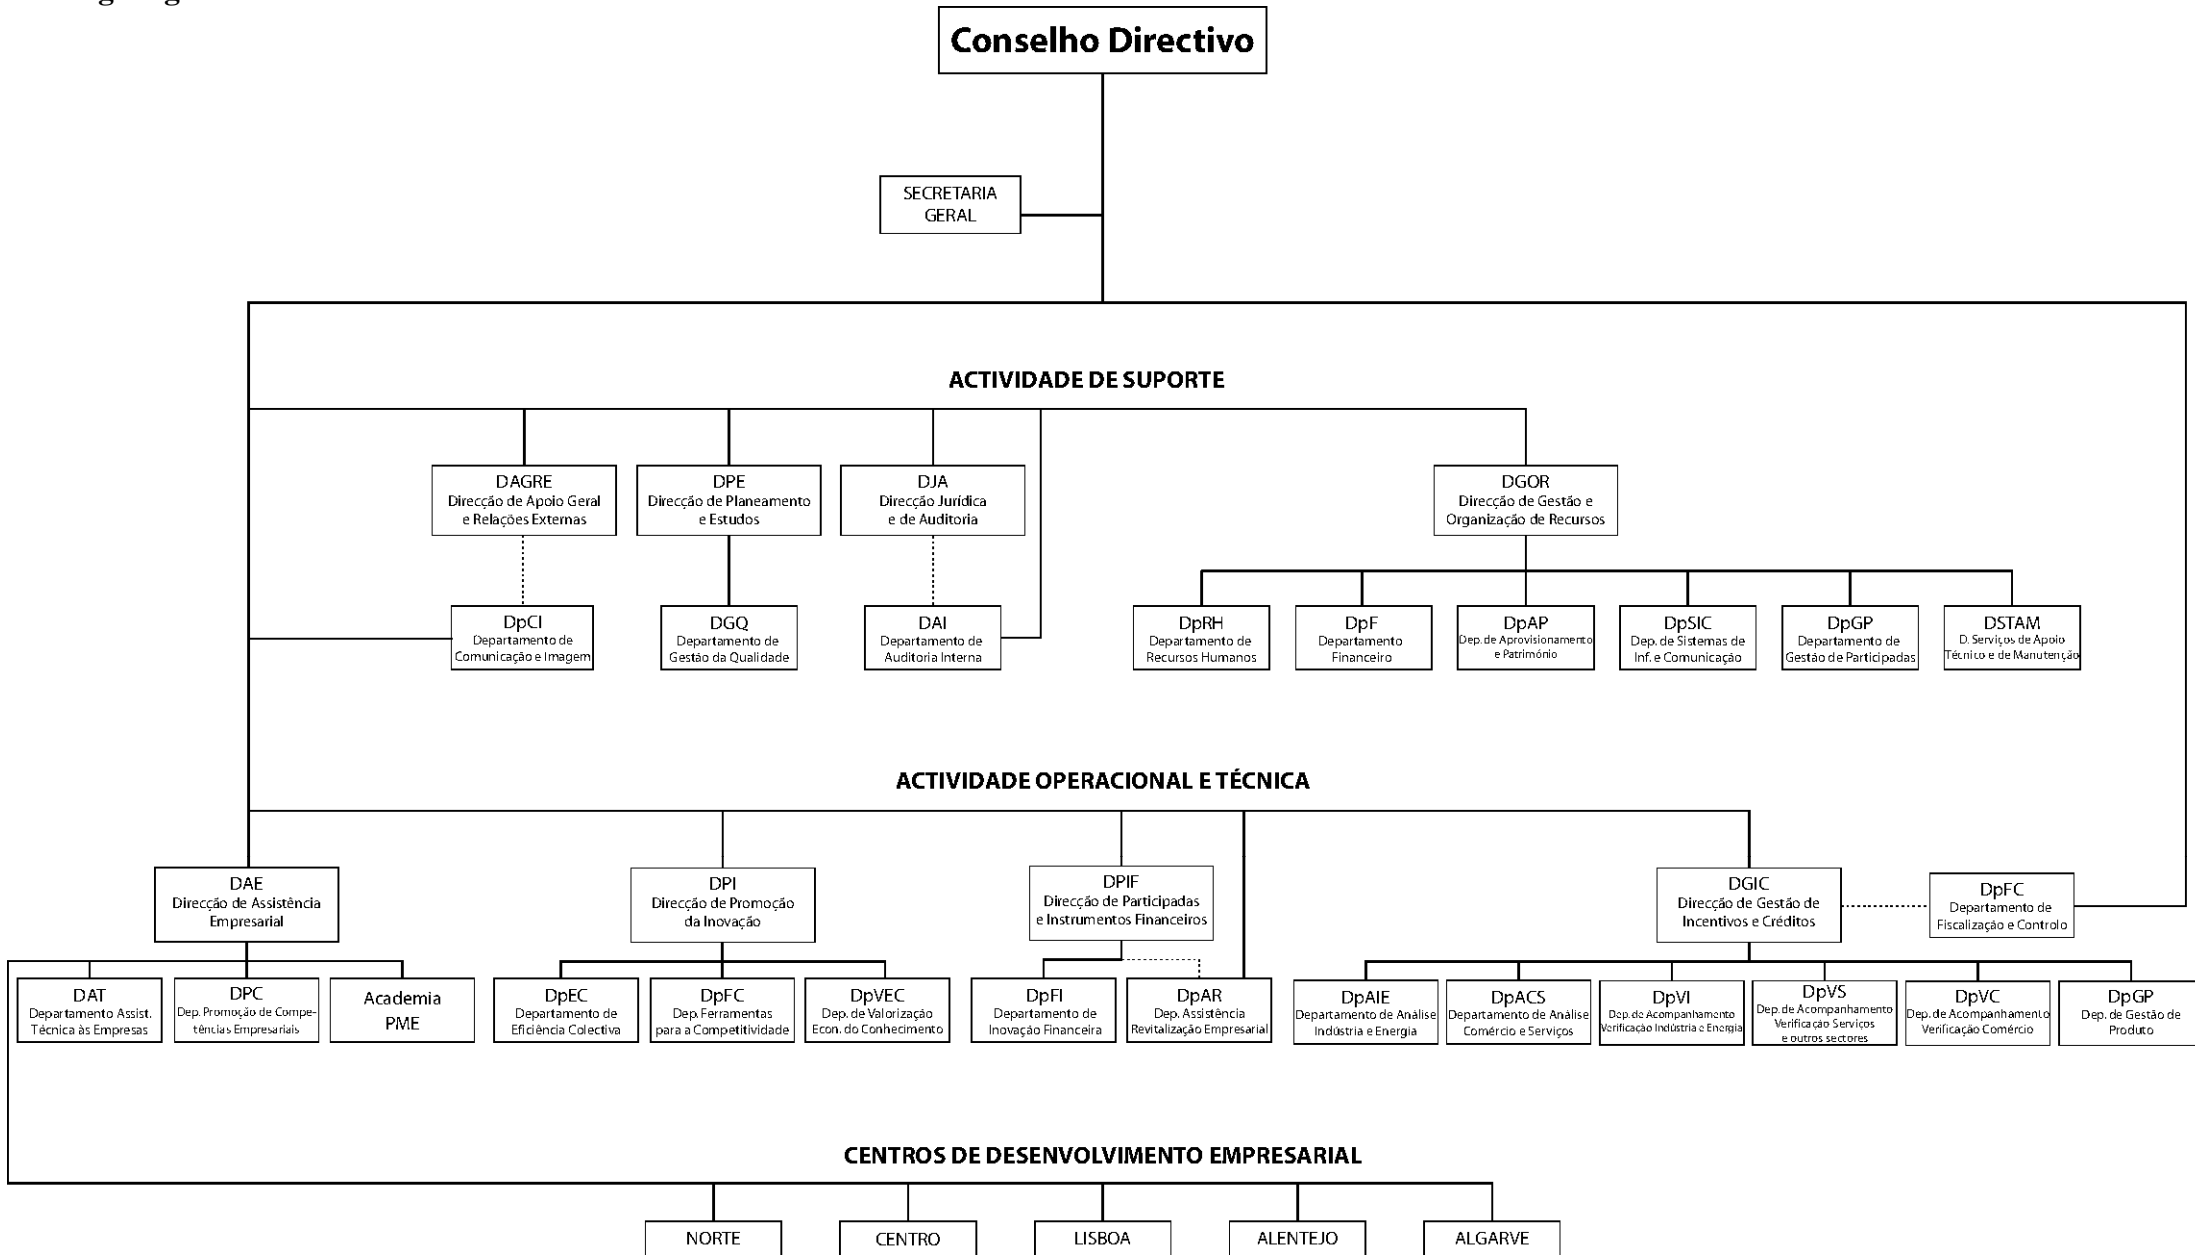 Conselho Directivo
SECRETARIA
GERAL
ACTIVIDADE DE SUPORTE
DAGRE
Direcção de Apoio Geral
e Relações Externas
DPE
Direcção de Planeamento
e Estudos
DJA
Direcção Jurídica
e de Auditoria
DGOR
Direcção de Gestão e
Organização de Recursos
DpCI
Departamento de
Comunicação e Imagem
DGQ
Departamento de
Gestão da Qualidade
DAI
Departamento de
Auditoria Interna
DpRH
Departamento de
Recursos Humanos
DpF
Departamento
Financeiro
DpAP
Dep. de Aprovisionamento
e Património
DpSIC
Dep. de Sistemas de
Inf. e Comunicação
DpGP
Departamento de
Gestão de Participadas
DSTAM
D. Serviços de Apoio
Técnico e de Manutenção
ACTIVIDADE OPERACIONAL E TÉCNICA
DAE
Direcção de Assistência
Empresarial
DPI
Direcção de Promoção
da Inovação
DPIF
Direcção de Participadas
e Instrumentos Financeiros
DGIC
Direcção de Gestão de
Incentivos e Créditos
DpFC
Departamento de
Fiscalização e Controlo
DAT
Departamento Assist.
Técnica às Empresas
DPC
Dep. Promoção de Compe-
tências Empresariais
Academia
PME
DpEC
Departamento de
Eficiência Colectiva
DpFC
Dep. Ferramentas
para a Competitividade
DpVEC
Dep. de Valorização
Econ. do Conhecimento
DpFI
Departamento de
Inovação Financeira
DpAR
Dep. Assistência
Revitalização Empresarial
DpAIE
Departamento de Análise
Indústria e Energia
DpACS
Departamento de Análise
Comércio e Serviços
DpVI
Dep. de Acompanhamento
Verificação Indústria e Energia
DpVS
Dep. de Acompanhamento
Verificação Serviços
e outros sectores
DpVC
Dep. de Acompanhamento
Verificação Comércio
DpGP
Dep. de Gestão de
Produto
CENTROS DE DESENVOLVIMENTO EMPRESARIAL
NORTE
CENTRO
LISBOA
ALENTEJO
ALGARVE